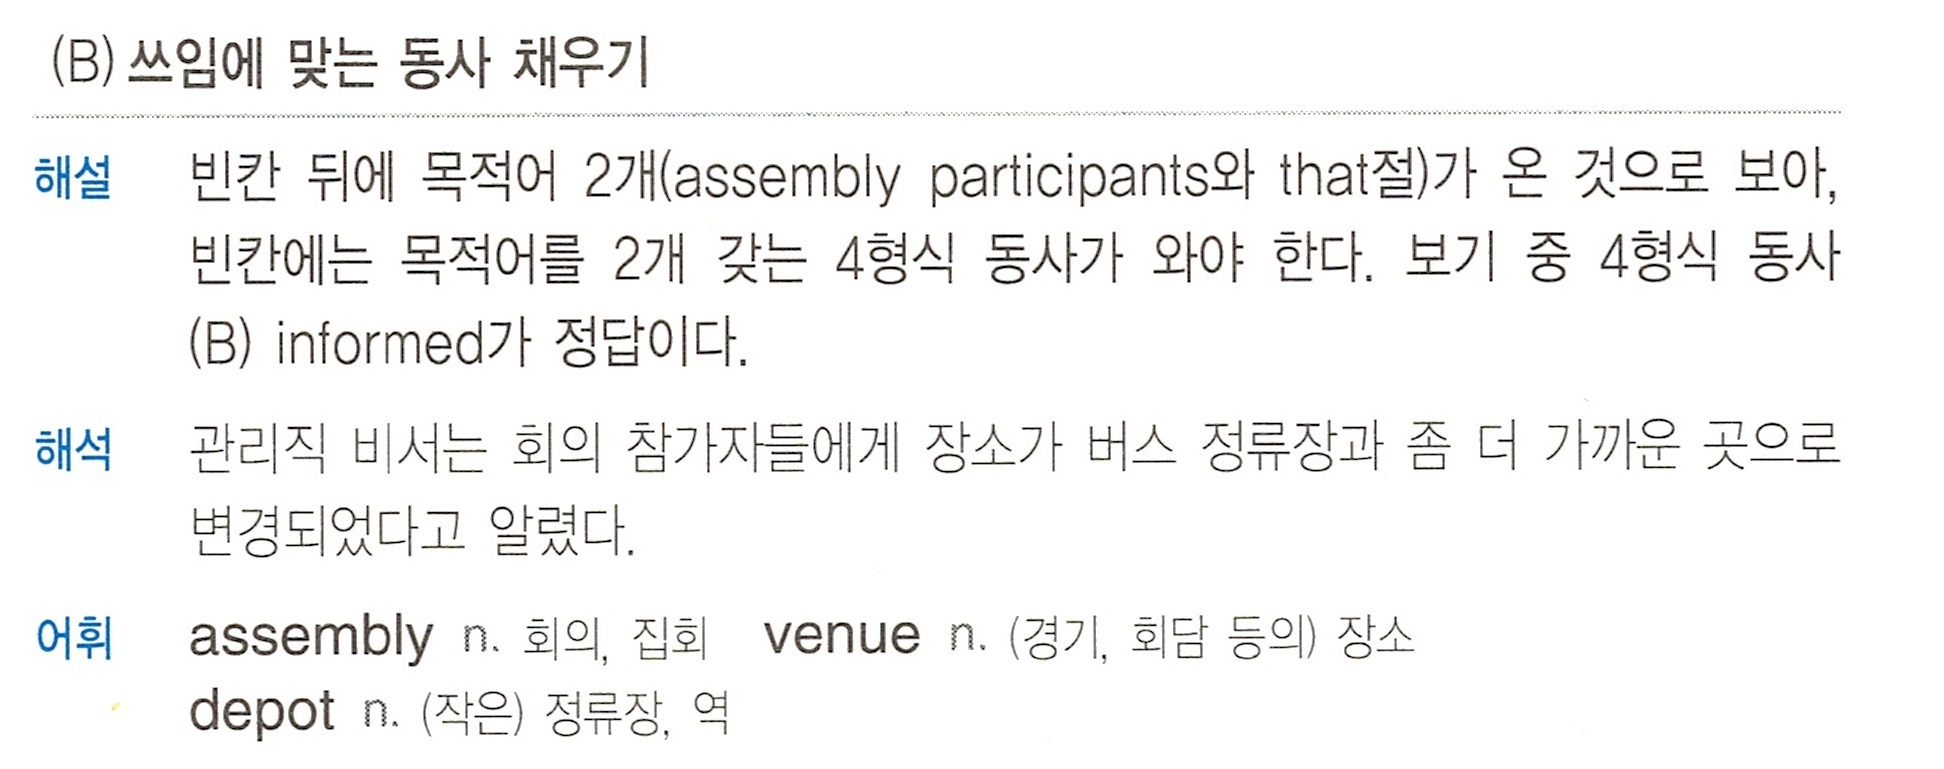 (B) 쓰임에 맞는 동사 채우기
해설 빈칸 뒤에 목적어 2개(assembly participants와 that절)가 온 것으로 보아,
빈칸에는 목적어를 2개 갖는 4형식 동사가 와야 한다. 보기 중 4형식 동사
(B) informed가 정답이다.
해석 관리직 비서는 회의 참가자들에게 장소가 버스 정류장과 좀 더 가까운 곳으로
변경되었다고 알렸다.
어휘 assembly n. 회의, 집회 venue n. (경기, 회담 등의) 장소
depot n. (작은) 정류장, 역